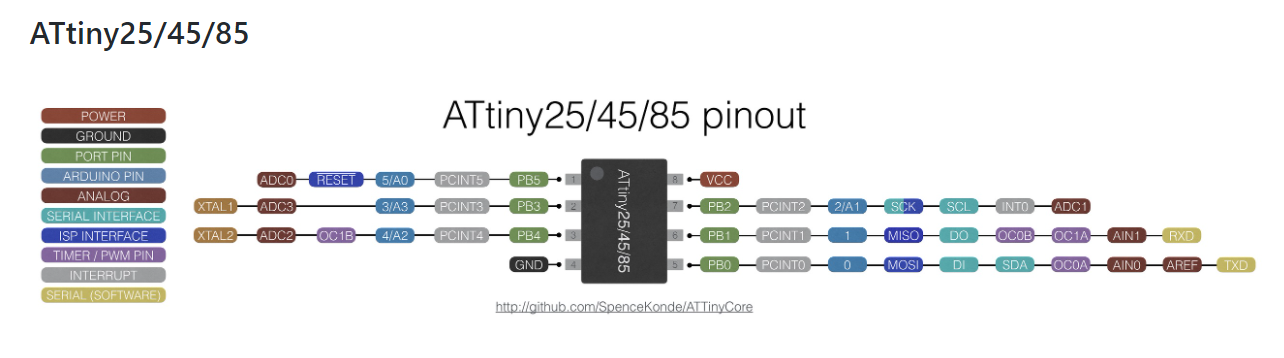 ATtiny25/45/85
ATtiny25/45/85 pinout
POWER
GROUND
PORT PIN
ARDUINO PIN
ANALOG
SERIAL INTERFACE
ISP INTERFACE
TIMER / PWM PIN
INTERRUPT
SERIAL (SOFTWARE)
ADC0 RESET 5/A0 PCINT5 PB5 1 8 VCC
XTAL1 ADC3 3/A3 PCINT3 PB3 2 7 PB2 PCINT2 2/A1 SCK SCL INT0 ADC1
XTAL2 ADC2 OC1B 4/A2 PCINT4 PB4 3 6 PB1 PCINT1 1 MISO DO OC0B OC1A AIN1 RXD
GND 4 5 PB0 PCINT0 0 MOSI DI SDA OC0A AIN0 AREF TXD
ATtiny25/45/85
http://github.com/SpenceKonde/ATTinyCore